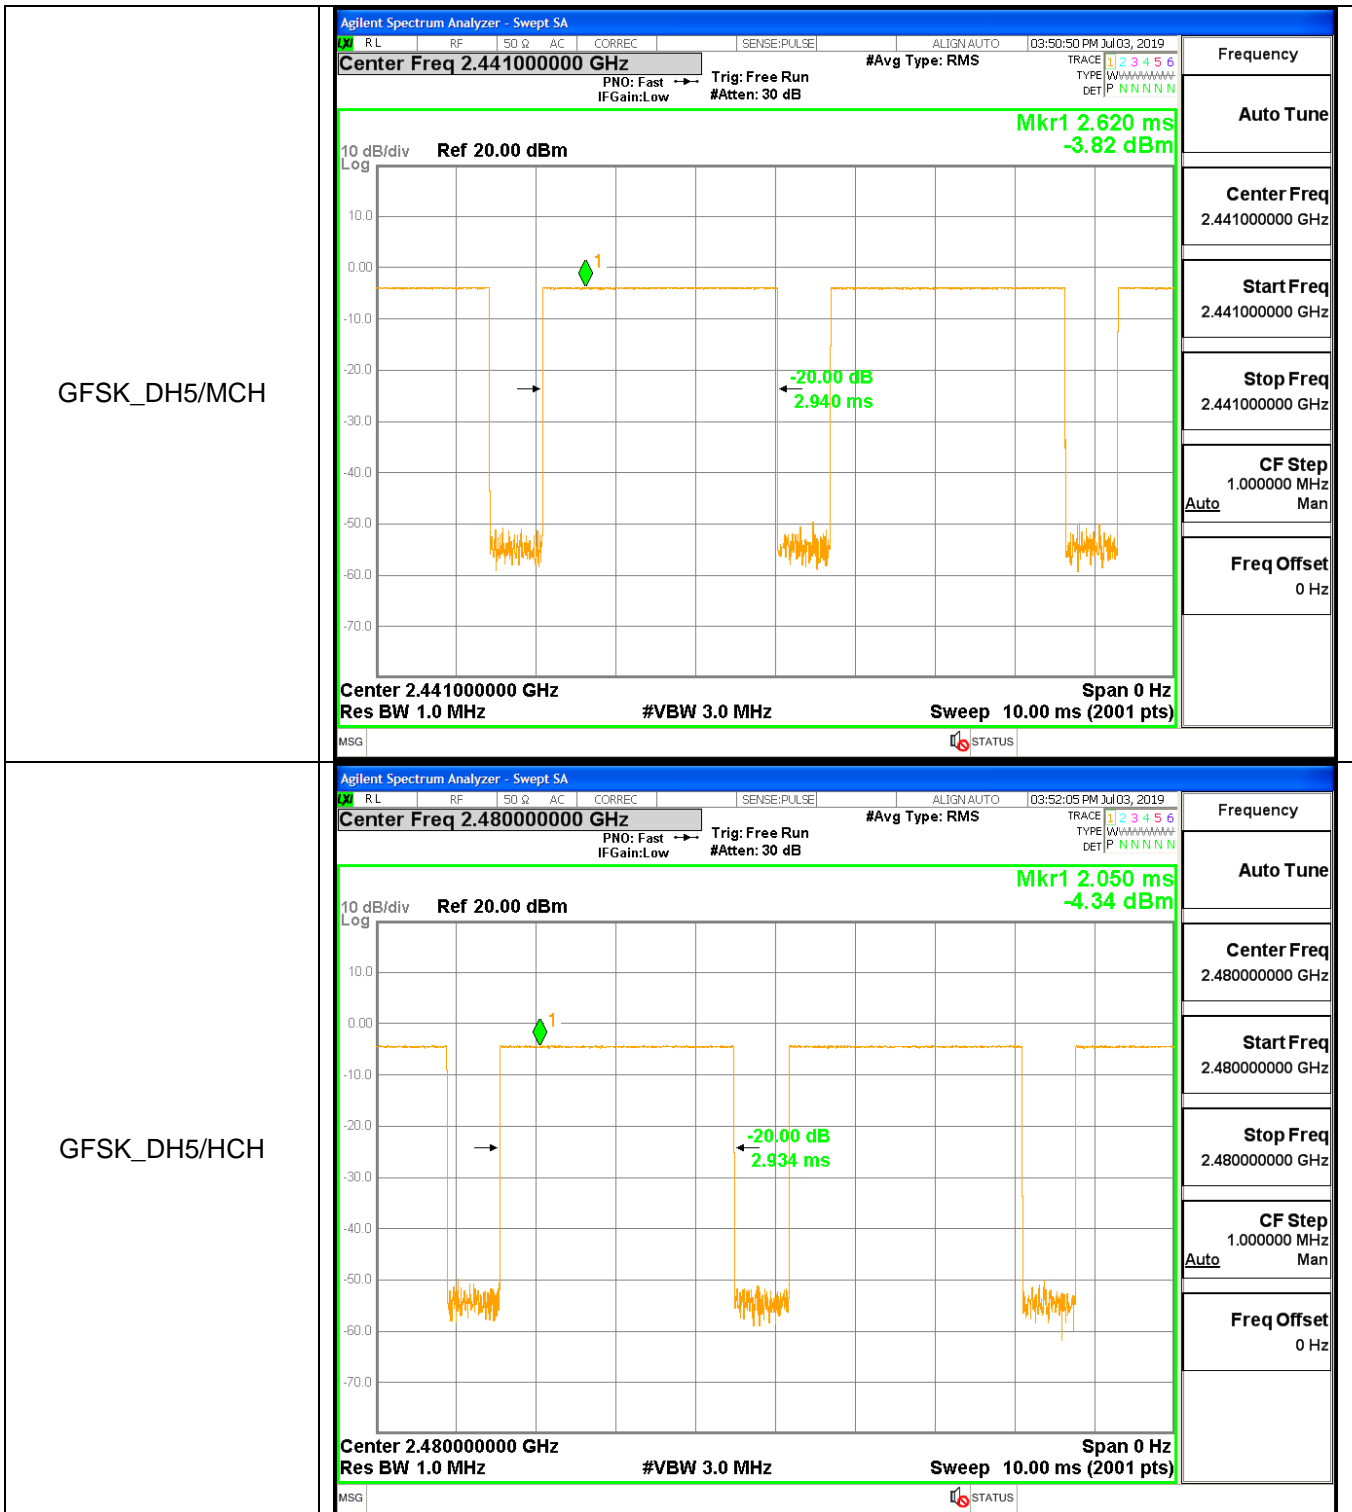 GFSK_DH5/MCH
Agilent Spectrum Analyzer - Swept SA
LXI RL RF 50 Ω AC CORREC SENSE:PULSE ALIGN AUTO 03:50:50 PM Jul 03, 2019
Center Freq 2.441000000 GHz
#Avg Type: RMS
TRACE 1 2 3 4 5 6
TYPE
DET P N N N N N
PNO: Fast
IFGain:Low
Trig: Free Run
#Atten: 30 dB
Mkr1 2.620 ms
-3.82 dBm
10 dB/div Ref 20.00 dBm
Log
10.0
0.00
-10.0
-20.0
-30.0
-40.0
-50.0
-60.0
-70.0
1
-20.00 dB
2.940 ms
Center 2.441000000 GHz Span 0 Hz
Res BW 1.0 MHz #VBW 3.0 MHz Sweep 10.00 ms (2001 pts)
MSG STATUS
Frequency
Auto Tune
Center Freq
2.441000000 GHz
Start Freq
2.441000000 GHz
Stop Freq
2.441000000 GHz
CF Step
1.000000 MHz
Auto Man
Freq Offset
0 Hz
GFSK_DH5/HCH
Agilent Spectrum Analyzer - Swept SA
LXI RL RF 50 Ω AC CORREC SENSE:PULSE ALIGN AUTO 03:52:05 PM Jul 03, 2019
Center Freq 2.480000000 GHz
#Avg Type: RMS
TRACE 1 2 3 4 5 6
TYPE
DET P N N N N N
PNO: Fast
IFGain:Low
Trig: Free Run
#Atten: 30 dB
Mkr1 2.050 ms
-4.34 dBm
10 dB/div Ref 20.00 dBm
Log
10.0
0.00
-10.0
-20.0
-30.0
-40.0
-50.0
-60.0
-70.0
1
-20.00 dB
2.934 ms
Center 2.480000000 GHz Span 0 Hz
Res BW 1.0 MHz #VBW 3.0 MHz Sweep 10.00 ms (2001 pts)
MSG STATUS
Frequency
Auto Tune
Center Freq
2.480000000 GHz
Start Freq
2.480000000 GHz
Stop Freq
2.480000000 GHz
CF Step
1.000000 MHz
Auto Man
Freq Offset
0 Hz